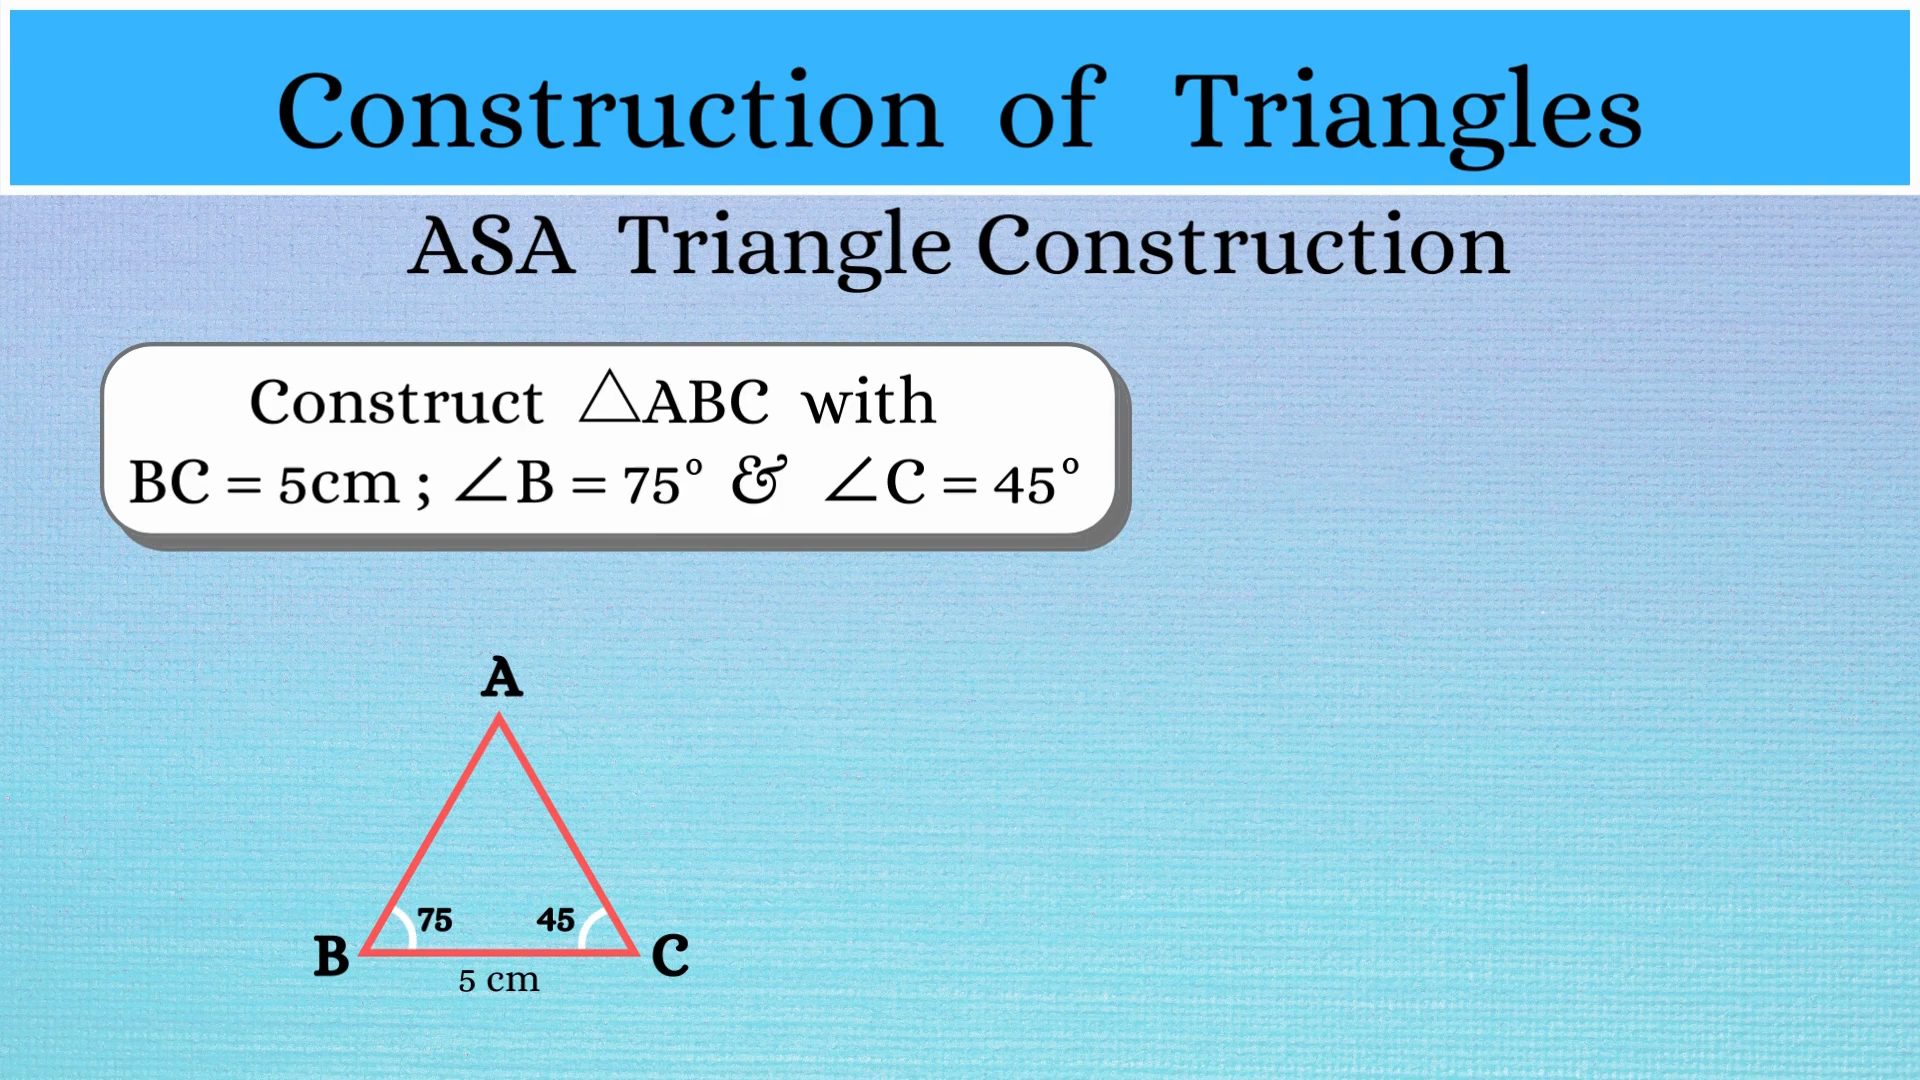 Construction of Triangles
ASA Triangle Construction
Construct △ABC with
BC = 5cm ; ∠B = 75° & ∠C = 45°
A
75 45
B C
5 cm